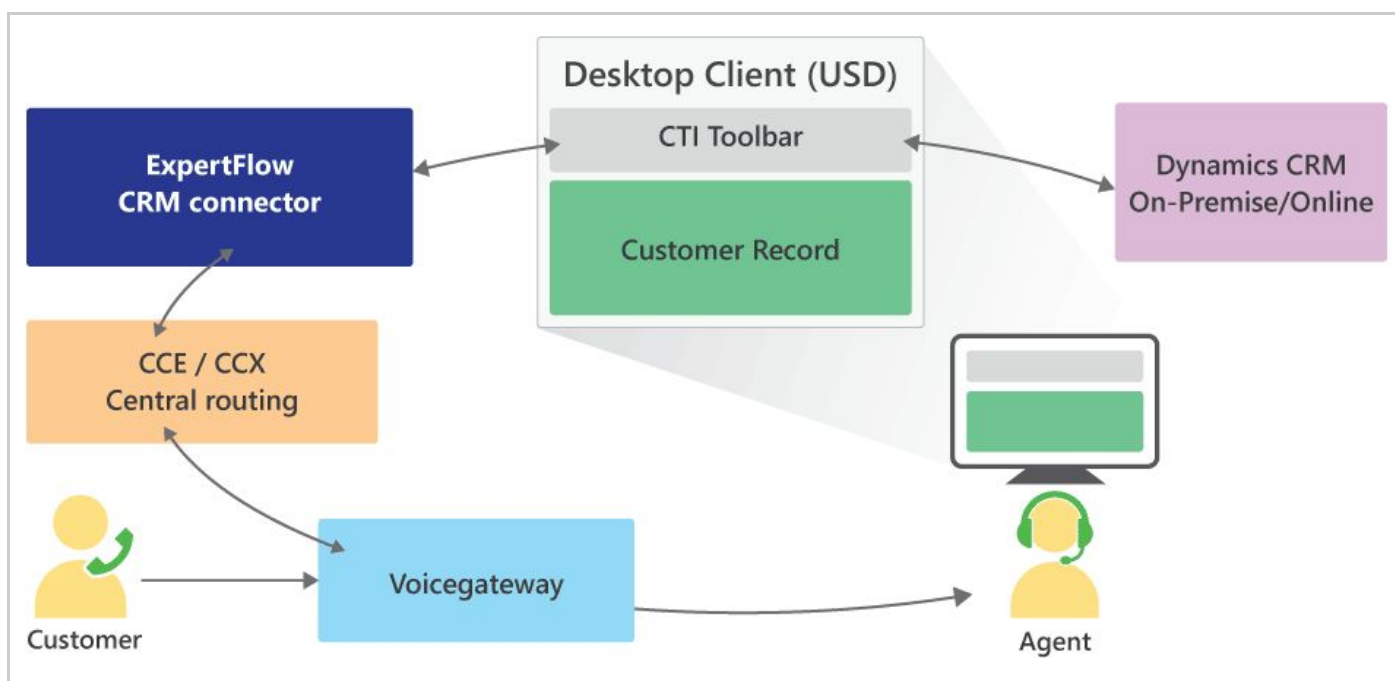 Desktop Client (USD)
CTI Toolbar
Customer Record
ExpertFlow
CRM connector
Dynamics CRM
On-Premise/Online
CCE / CCX
Central routing
Voicegateway
Customer
Agent